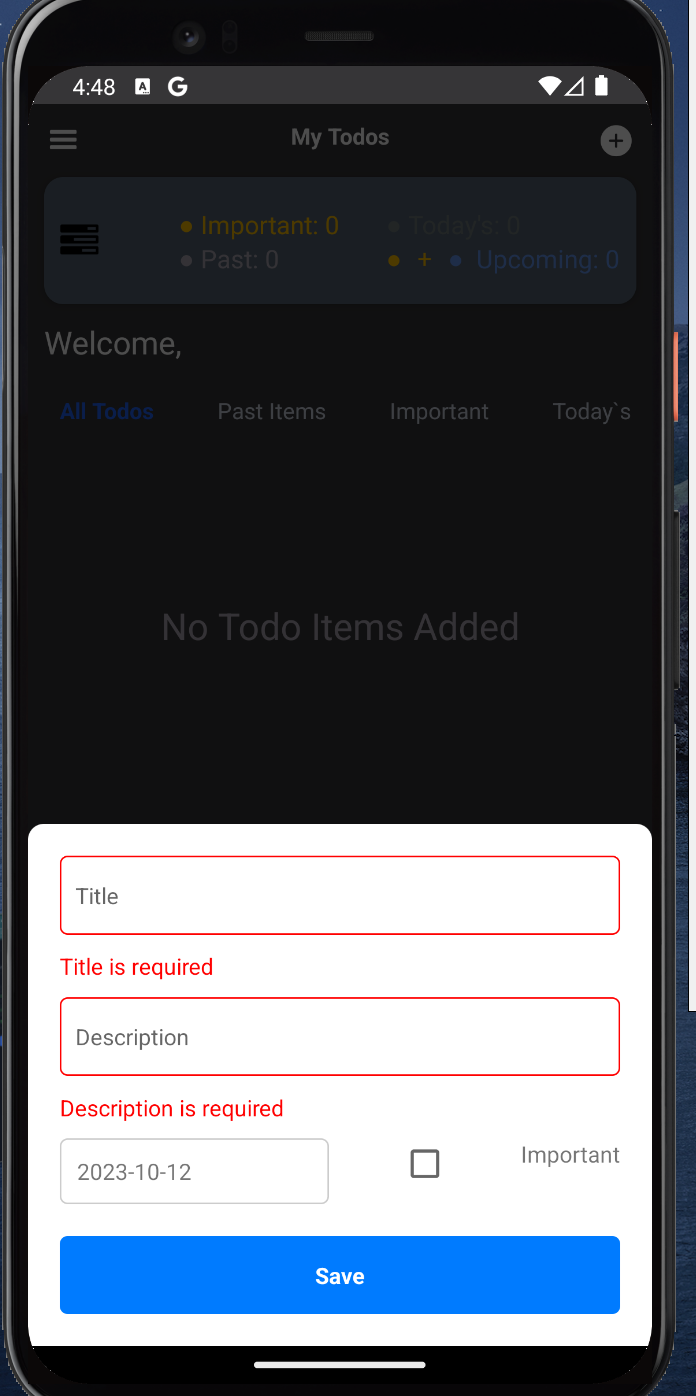 4:48
My Todos
Important: 0 Today's: 0
Past: 0 + Upcoming: 0
Welcome,
All Todos Past Items Important Today`s
No Todo Items Added
Title
Title is required
Description
Description is required
2023-10-12 Important
Save